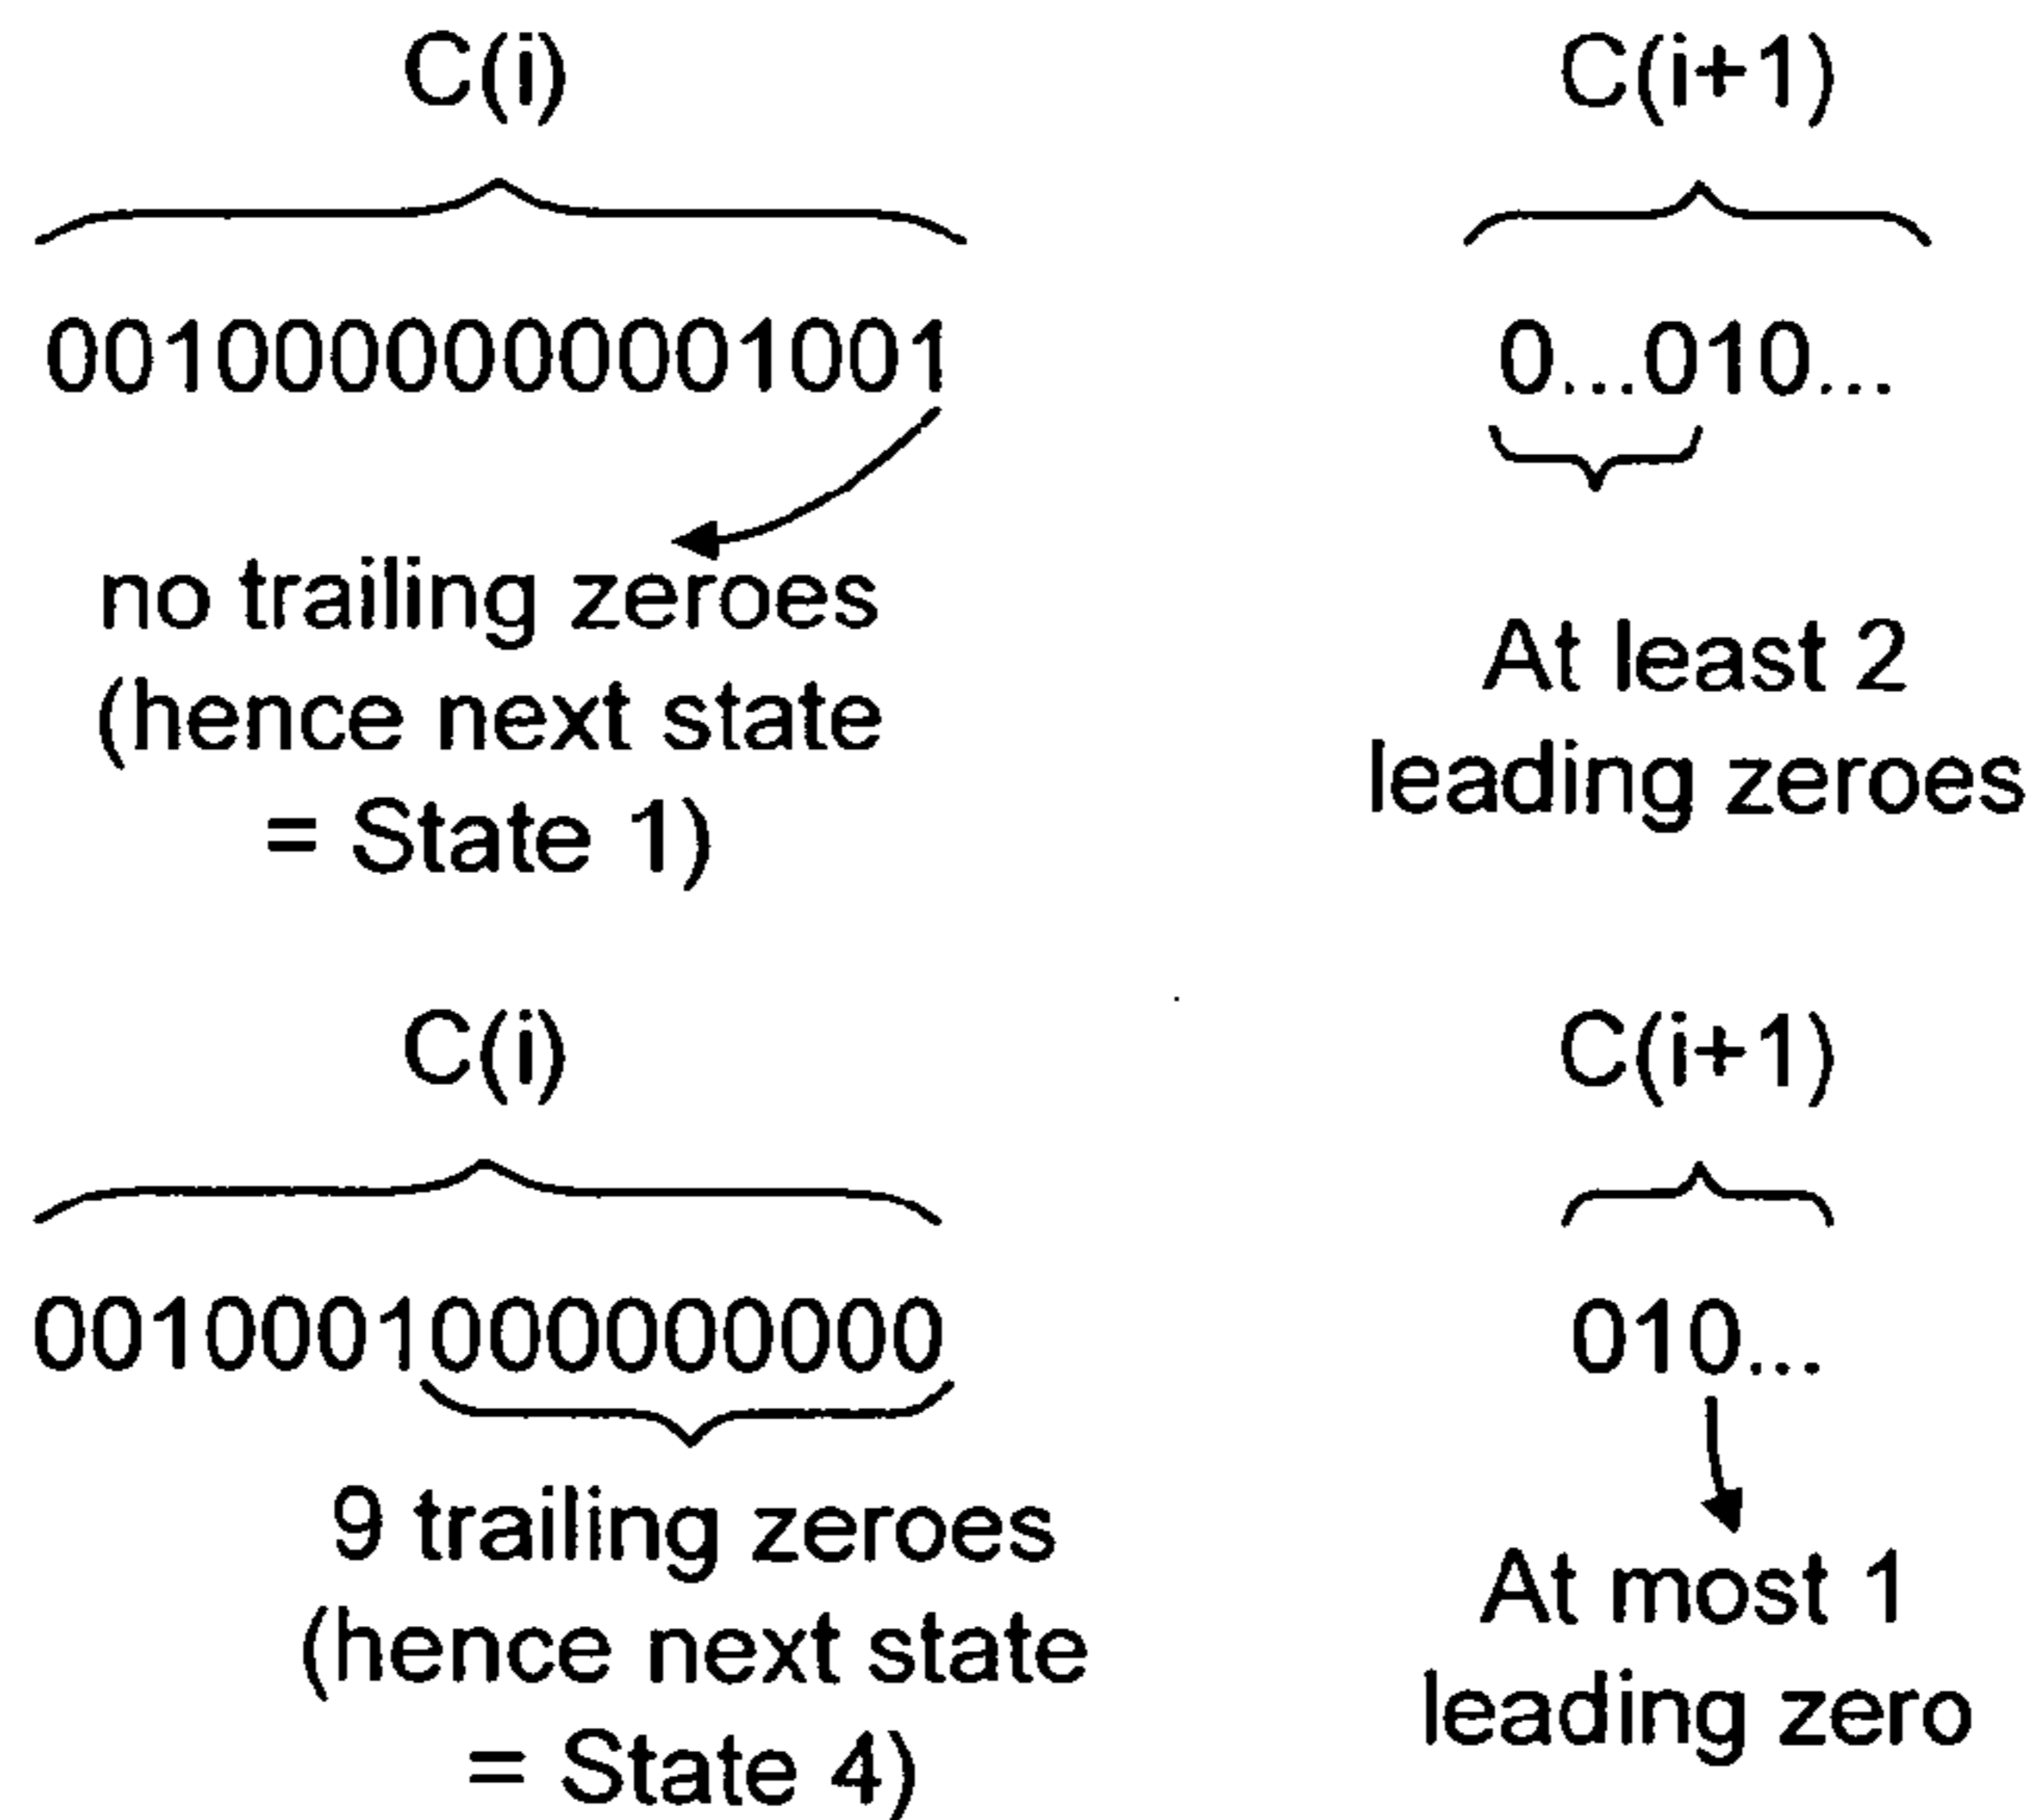 C(i)
C(i+1)
0010000000001001
0...010...
no trailing zeroes
(hence next state
= State 1)
At least 2
leading zeroes
C(i)
C(i+1)
0010001000000000
010...
9 trailing zeroes
(hence next state
= State 4)
At most 1
leading zero